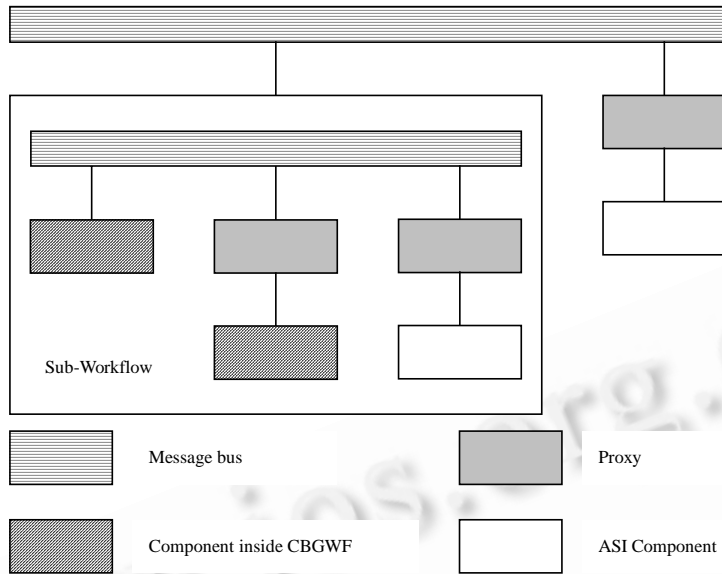 Sub-Workflow
Message bus
Proxy
Component inside CBGWF
ASI Component